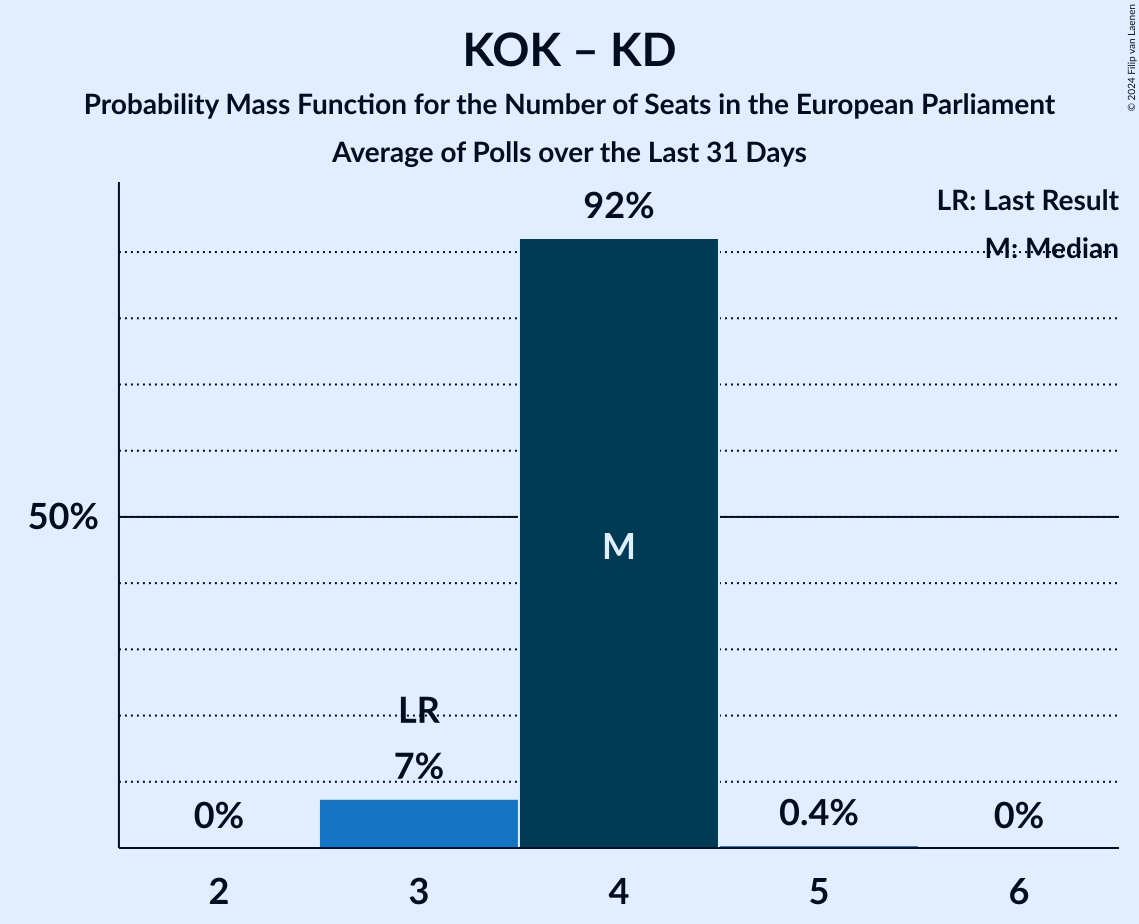 KOK – KD
Probability Mass Function for the Number of Seats in the European Parliament
Average of Polls over the Last 31 Days
© 2024 Filip van Laenen
LR: Last Result
M: Median
92%
50%
M
LR
7%
0%
0.4%
0%
2 3 4 5 6